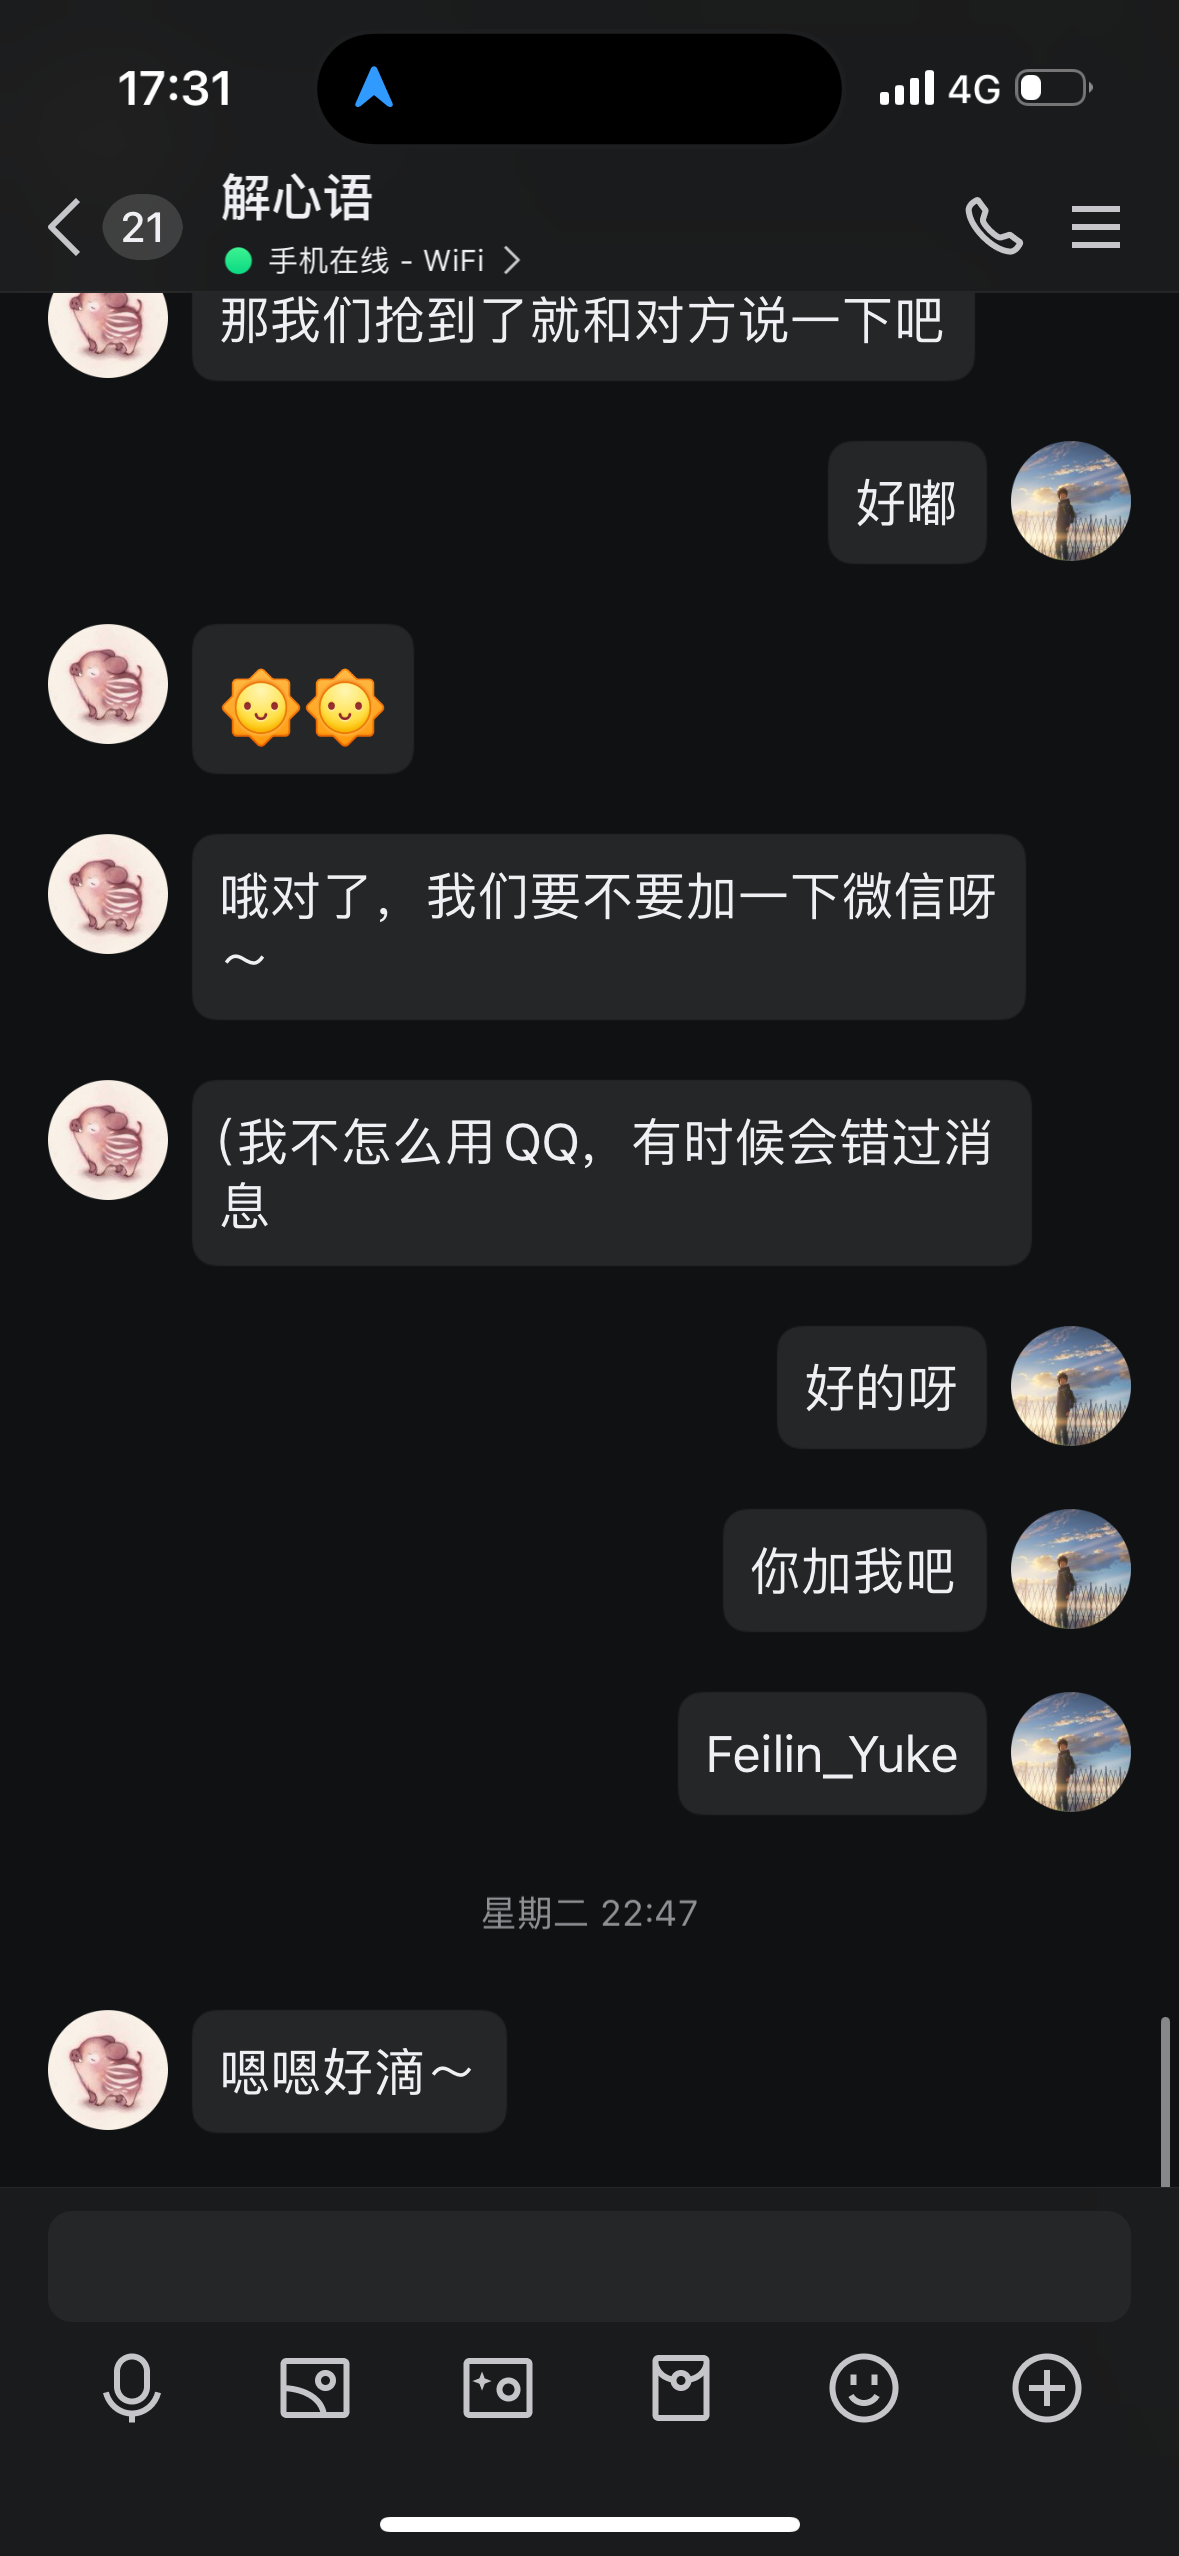 17:31
4G
21
解心语
手机在线 - WiFi
那我们抢到了就和对方说一下吧
好嘟
哦对了，我们要不要加一下微信呀
～
(我不怎么用QQ，有时候会错过消
息
好的呀
你加我吧
Feilin_Yuke
星期二 22:47
嗯嗯好滴～